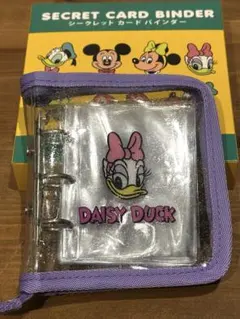 SECRET CARD BINDER
シークレット カード バインダー
DAISY DUCK